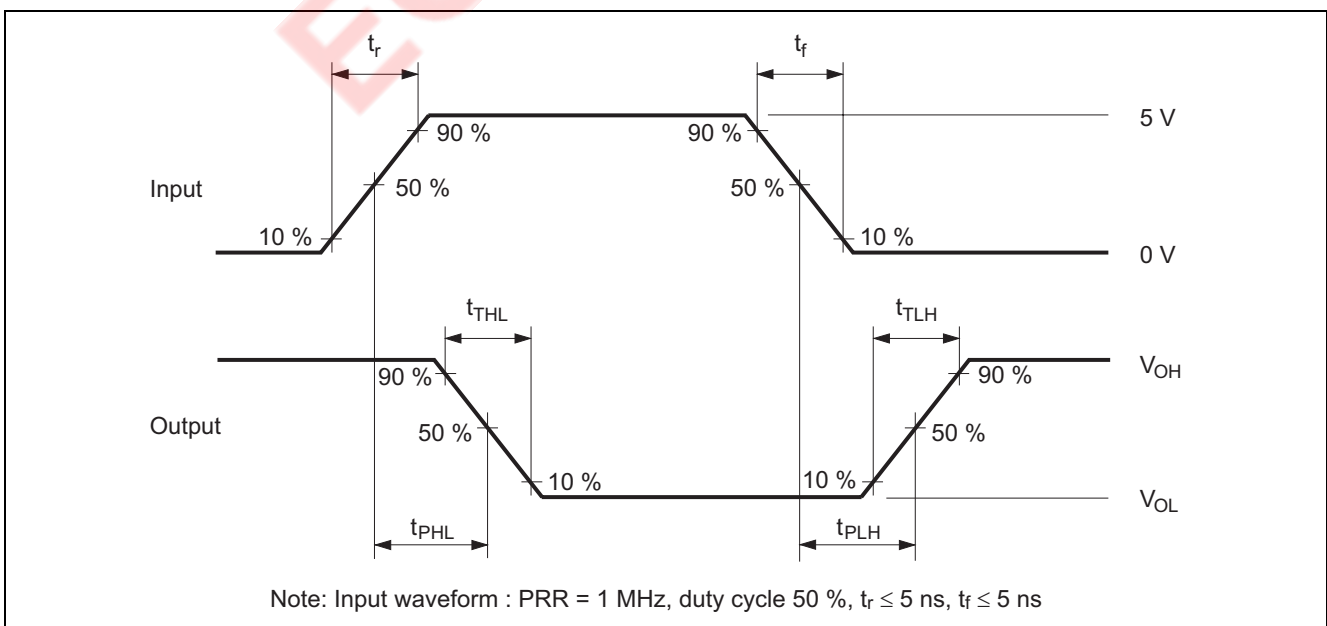 tr
tf
5 V
90 %
90 %
Input
50 %
50 %
10 %
10 %
0 V
tTHL
tTLH
90 %
90 %
VOH
Output
50 %
50 %
10 %
10 %
VOL
tPHL
tPLH
Note: Input waveform : PRR = 1 MHz, duty cycle 50 %, tr ≤ 5 ns, tf ≤ 5 ns